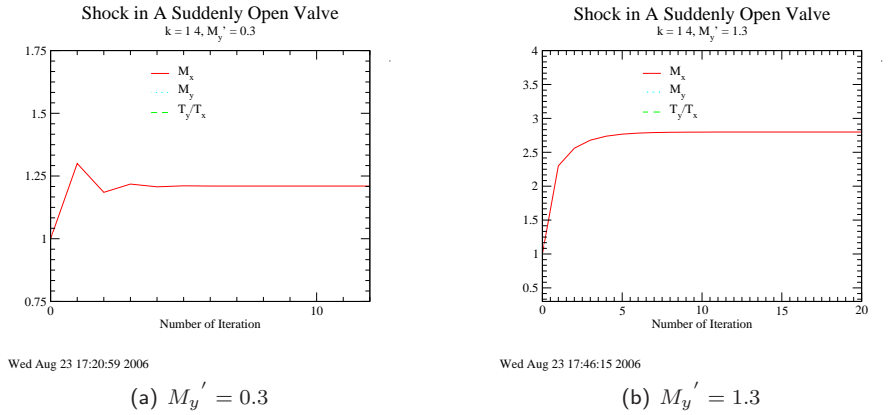 Shock in A Suddenly Open Valve
k = 1 4, My' = 0.3
1.75
1.5
1.25
1
0.75
Mx
My
Ty/Tx
0 10
Number of Iteration
Wed Aug 23 17:20:59 2006
(a) My' = 0.3
Shock in A Suddenly Open Valve
k = 1 4, My' = 1.3
4
3.5
3
2.5
2
1.5
1
0.5
Mx
My
Ty/Tx
0 5 10 15 20
Number of Iteration
Wed Aug 23 17:46:15 2006
(b) My' = 1.3